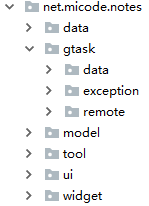 net.micode.notes
data
gtask
data
exception
remote
model
tool
ui
widget